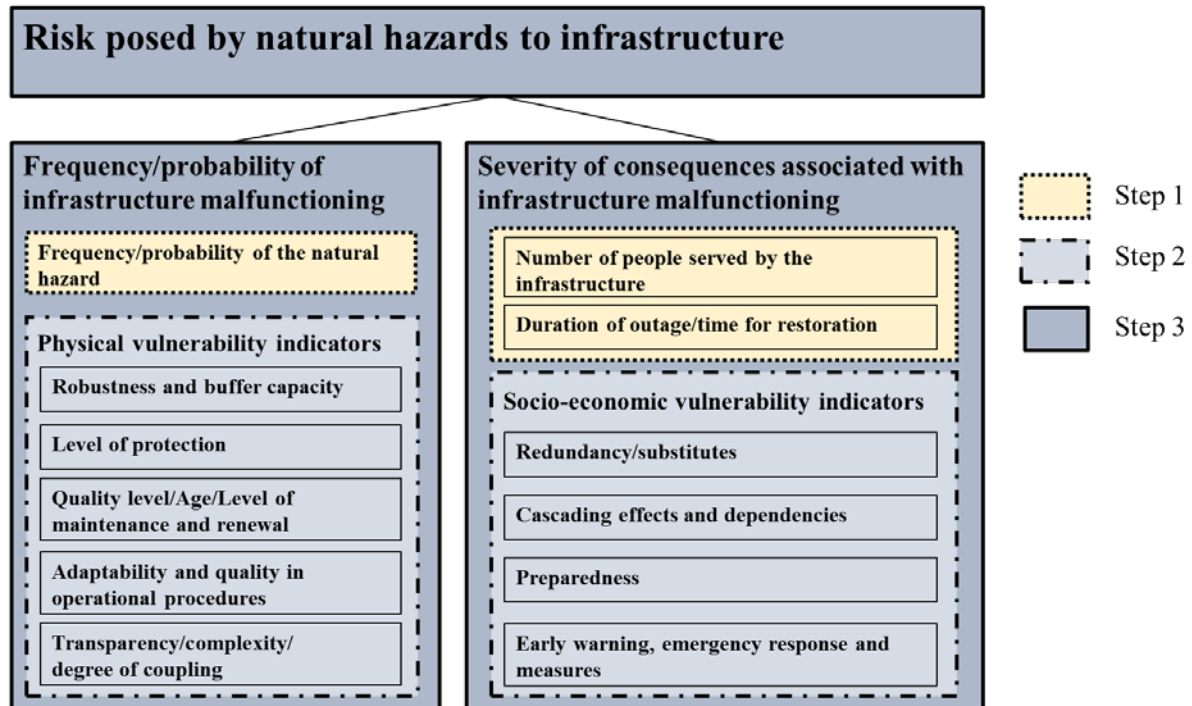 Risk posed by natural hazards to infrastructure
Frequency/probability of
infrastructure malfunctioning
Frequency/probability of the natural
hazard
Physical vulnerability indicators
Robustness and buffer capacity
Level of protection
Quality level/Age/Level of
maintenance and renewal
Adaptability and quality in
operational procedures
Transparency/complexity/
degree of coupling
Severity of consequences associated with
infrastructure malfunctioning
Number of people served by the
infrastructure
Duration of outage/time for restoration
Socio-economic vulnerability indicators
Redundancy/substitutes
Cascading effects and dependencies
Preparedness
Early warning, emergency response and
measures
Step 1
Step 2
Step 3